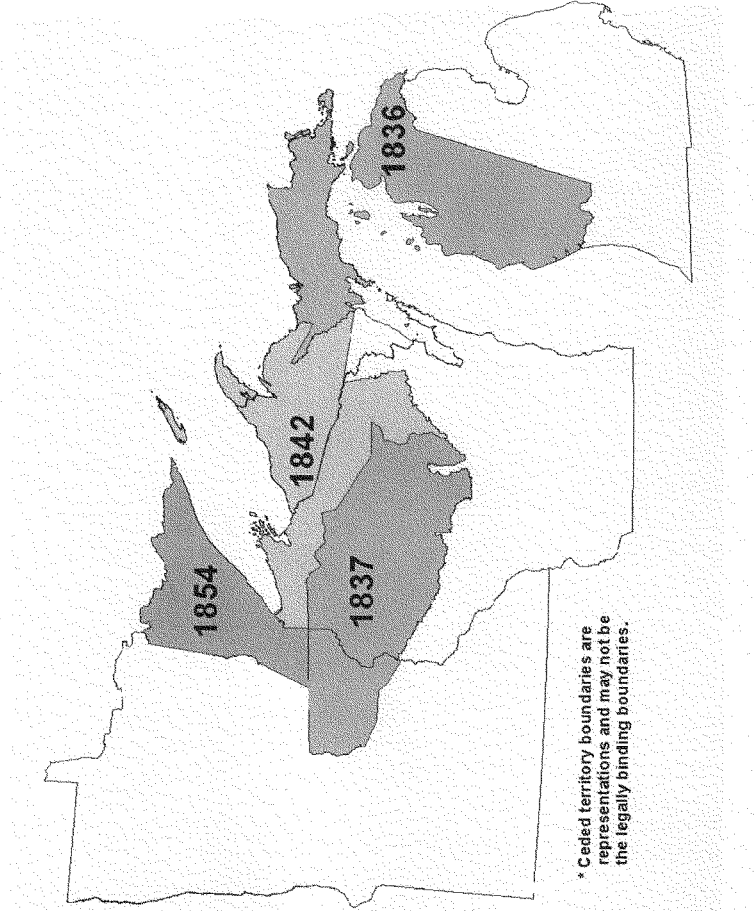 1854
1842
1836
1837
* Ceded territory boundaries are
representations and may not be
the legally binding boundaries.